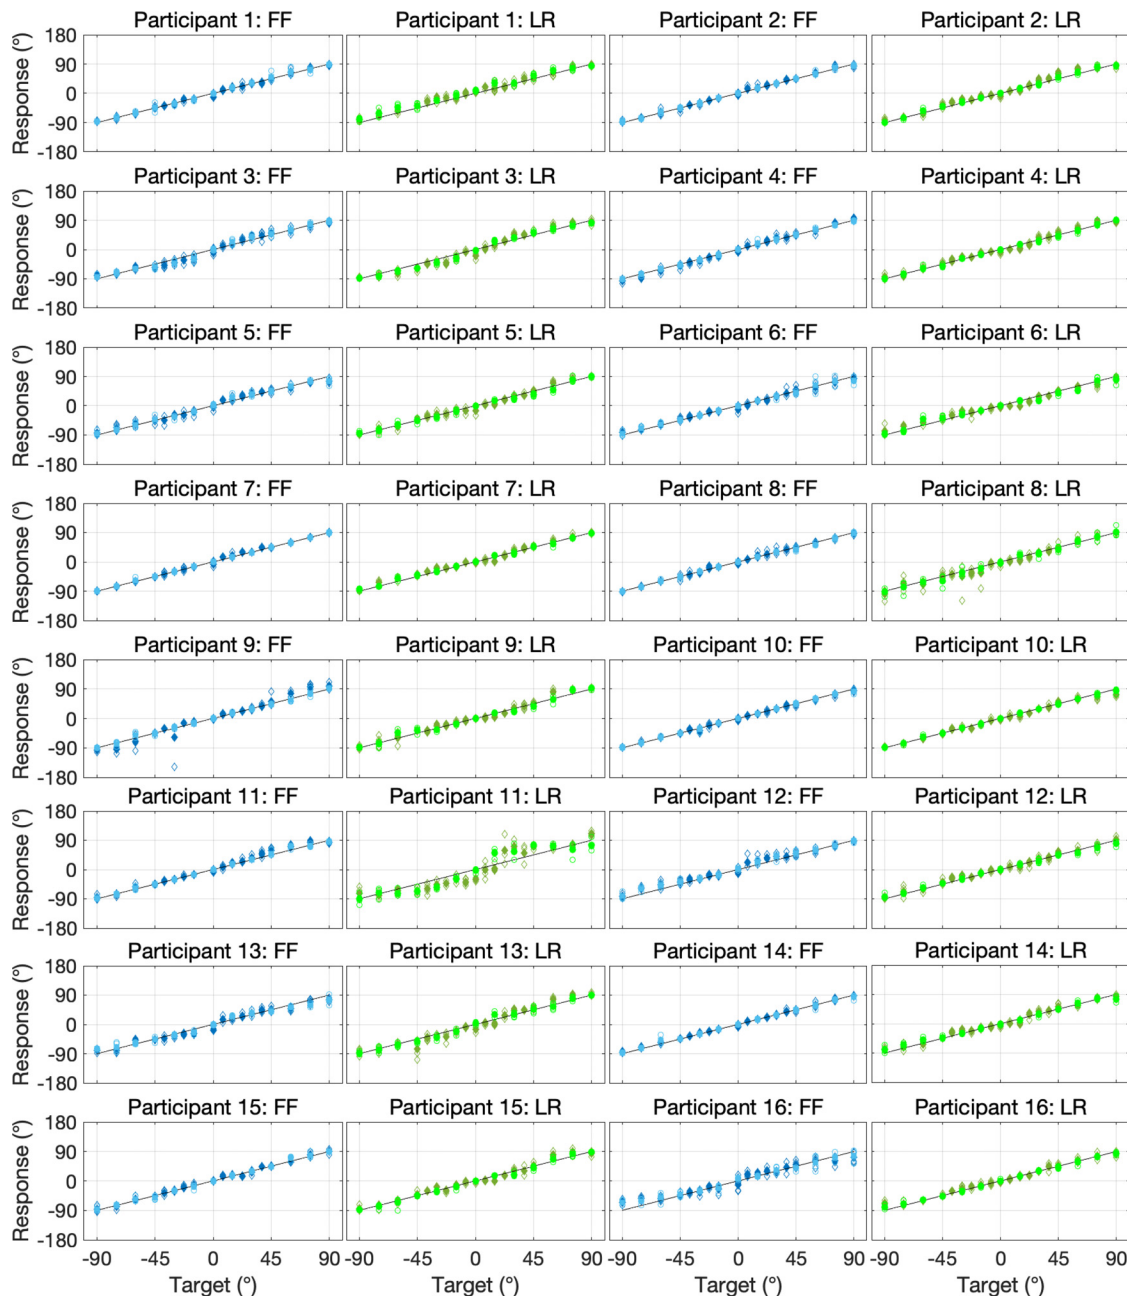 Participant 1: FF Participant 1: LR Participant 2: FF Participant 2: LR
Response (°) 180 90 0 -90 -180
Participant 3: FF Participant 3: LR Participant 4: FF Participant 4: LR
Response (°) 180 90 0 -90 -180
Participant 5: FF Participant 5: LR Participant 6: FF Participant 6: LR
Response (°) 180 90 0 -90 -180
Participant 7: FF Participant 7: LR Participant 8: FF Participant 8: LR
Response (°) 180 90 0 -90 -180
Participant 9: FF Participant 9: LR Participant 10: FF Participant 10: LR
Response (°) 180 90 0 -90 -180
Participant 11: FF Participant 11: LR Participant 12: FF Participant 12: LR
Response (°) 180 90 0 -90 -180
Participant 13: FF Participant 13: LR Participant 14: FF Participant 14: LR
Response (°) 180 90 0 -90 -180
Participant 15: FF Participant 15: LR Participant 16: FF Participant 16: LR
Response (°) 180 90 0 -90 -180
-90 -45 0 45 90 -45 0 45 90 -45 0 45 90 -45 0 45 90
Target (°) Target (°) Target (°) Target (°)